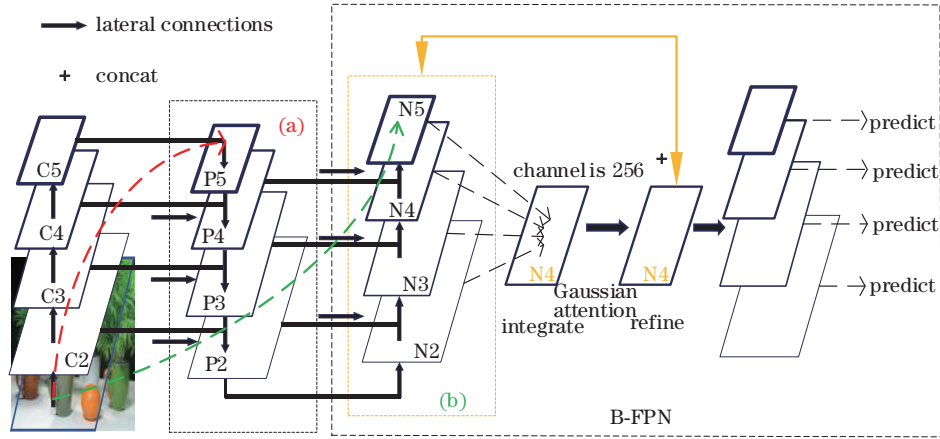 lateral connections
+ concat
(a)
C5
C4
C3
C2
P5
P4
P3
P2
N5
N4
N3
N2
(b)
channel is 256
+
N4
N4
Gaussian
attention
integrate
refine
predict
predict
predict
predict
B-FPN